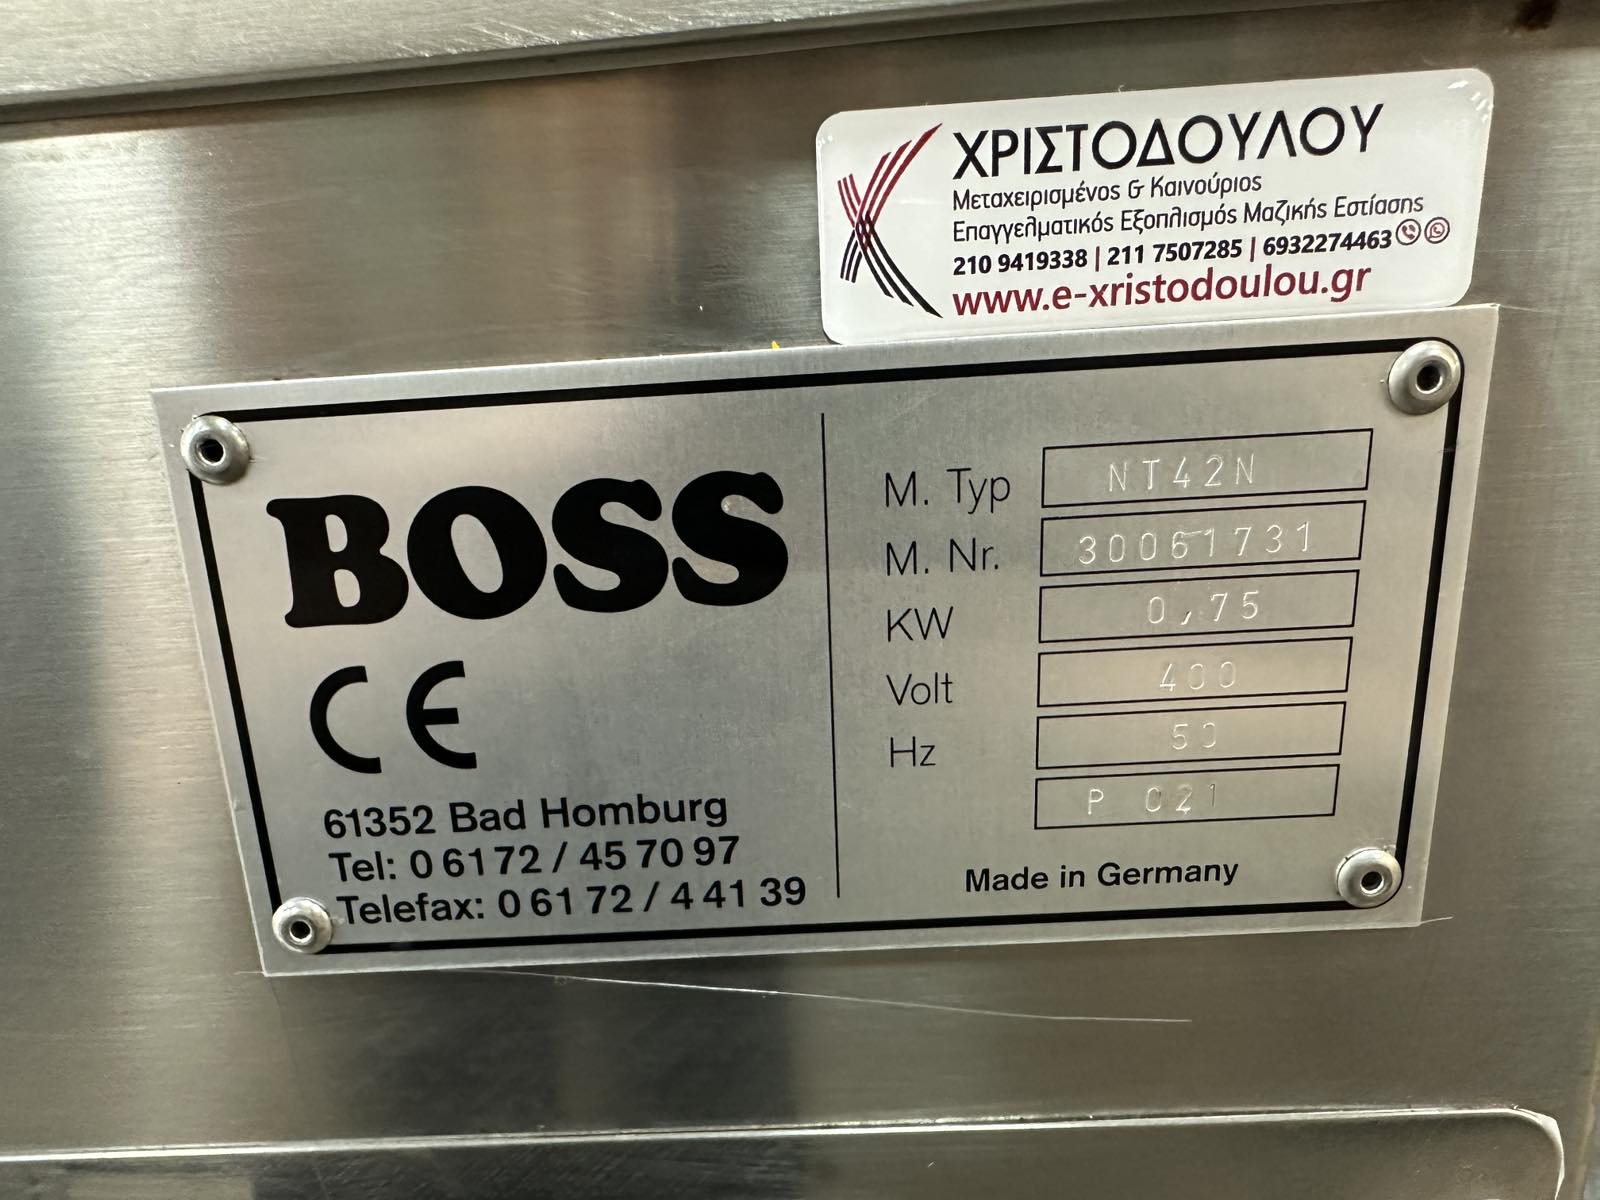 ΧΡΙΣΤΟΔΟΥΛΟΥ
Μεταχειρισμένος & Καινούριος
Επαγγελματικός Εξοπλισμός Μαζικής Εστίασης
210 9419338 | 211 7507285 | 6932274463
www.e-xristodoulou.gr
BOSS
CE
61352 Bad Homburg
Tel: 0 61 72 / 45 70 97
Telefax: 0 61 72 / 4 41 39
M. Typ NT42N
M. Nr. 30061731
KW 0,75
Volt 400
Hz 50
P 021
Made in Germany